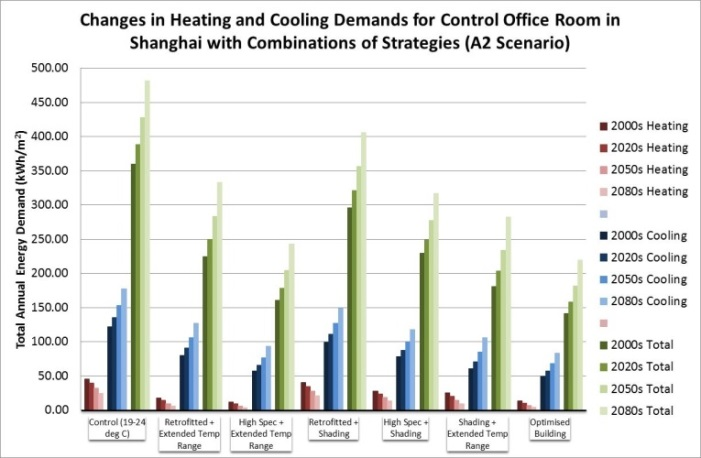 Changes in Heating and Cooling Demands for Control Office Room in
Shanghai with Combinations of Strategies (A2 Scenario)
Total Annual Energy Demand (kWh/m²)
500.00
450.00
400.00
350.00
300.00
250.00
200.00
150.00
100.00
50.00
0.00
Control (19-24
deg C)
Retrofitted +
Extended Temp
Range
High Spec +
Extended Temp
Range
Retrofitted +
Shading
High Spec +
Shading
Shading +
Extended Temp
Range
Optimised
Building
2000s Heating
2020s Heating
2050s Heating
2080s Heating
2000s Cooling
2020s Cooling
2050s Cooling
2080s Cooling
2000s Total
2020s Total
2050s Total
2080s Total